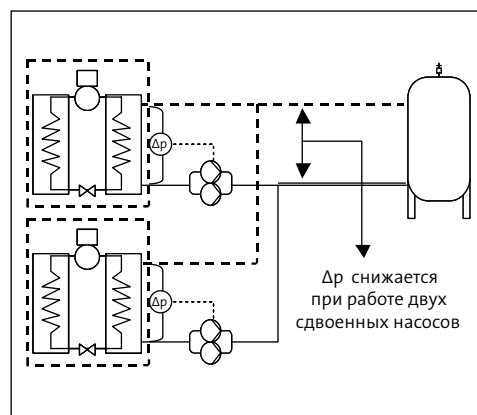 Δp
Δp
Δp снижается
при работе двух
сдвоенных насосов